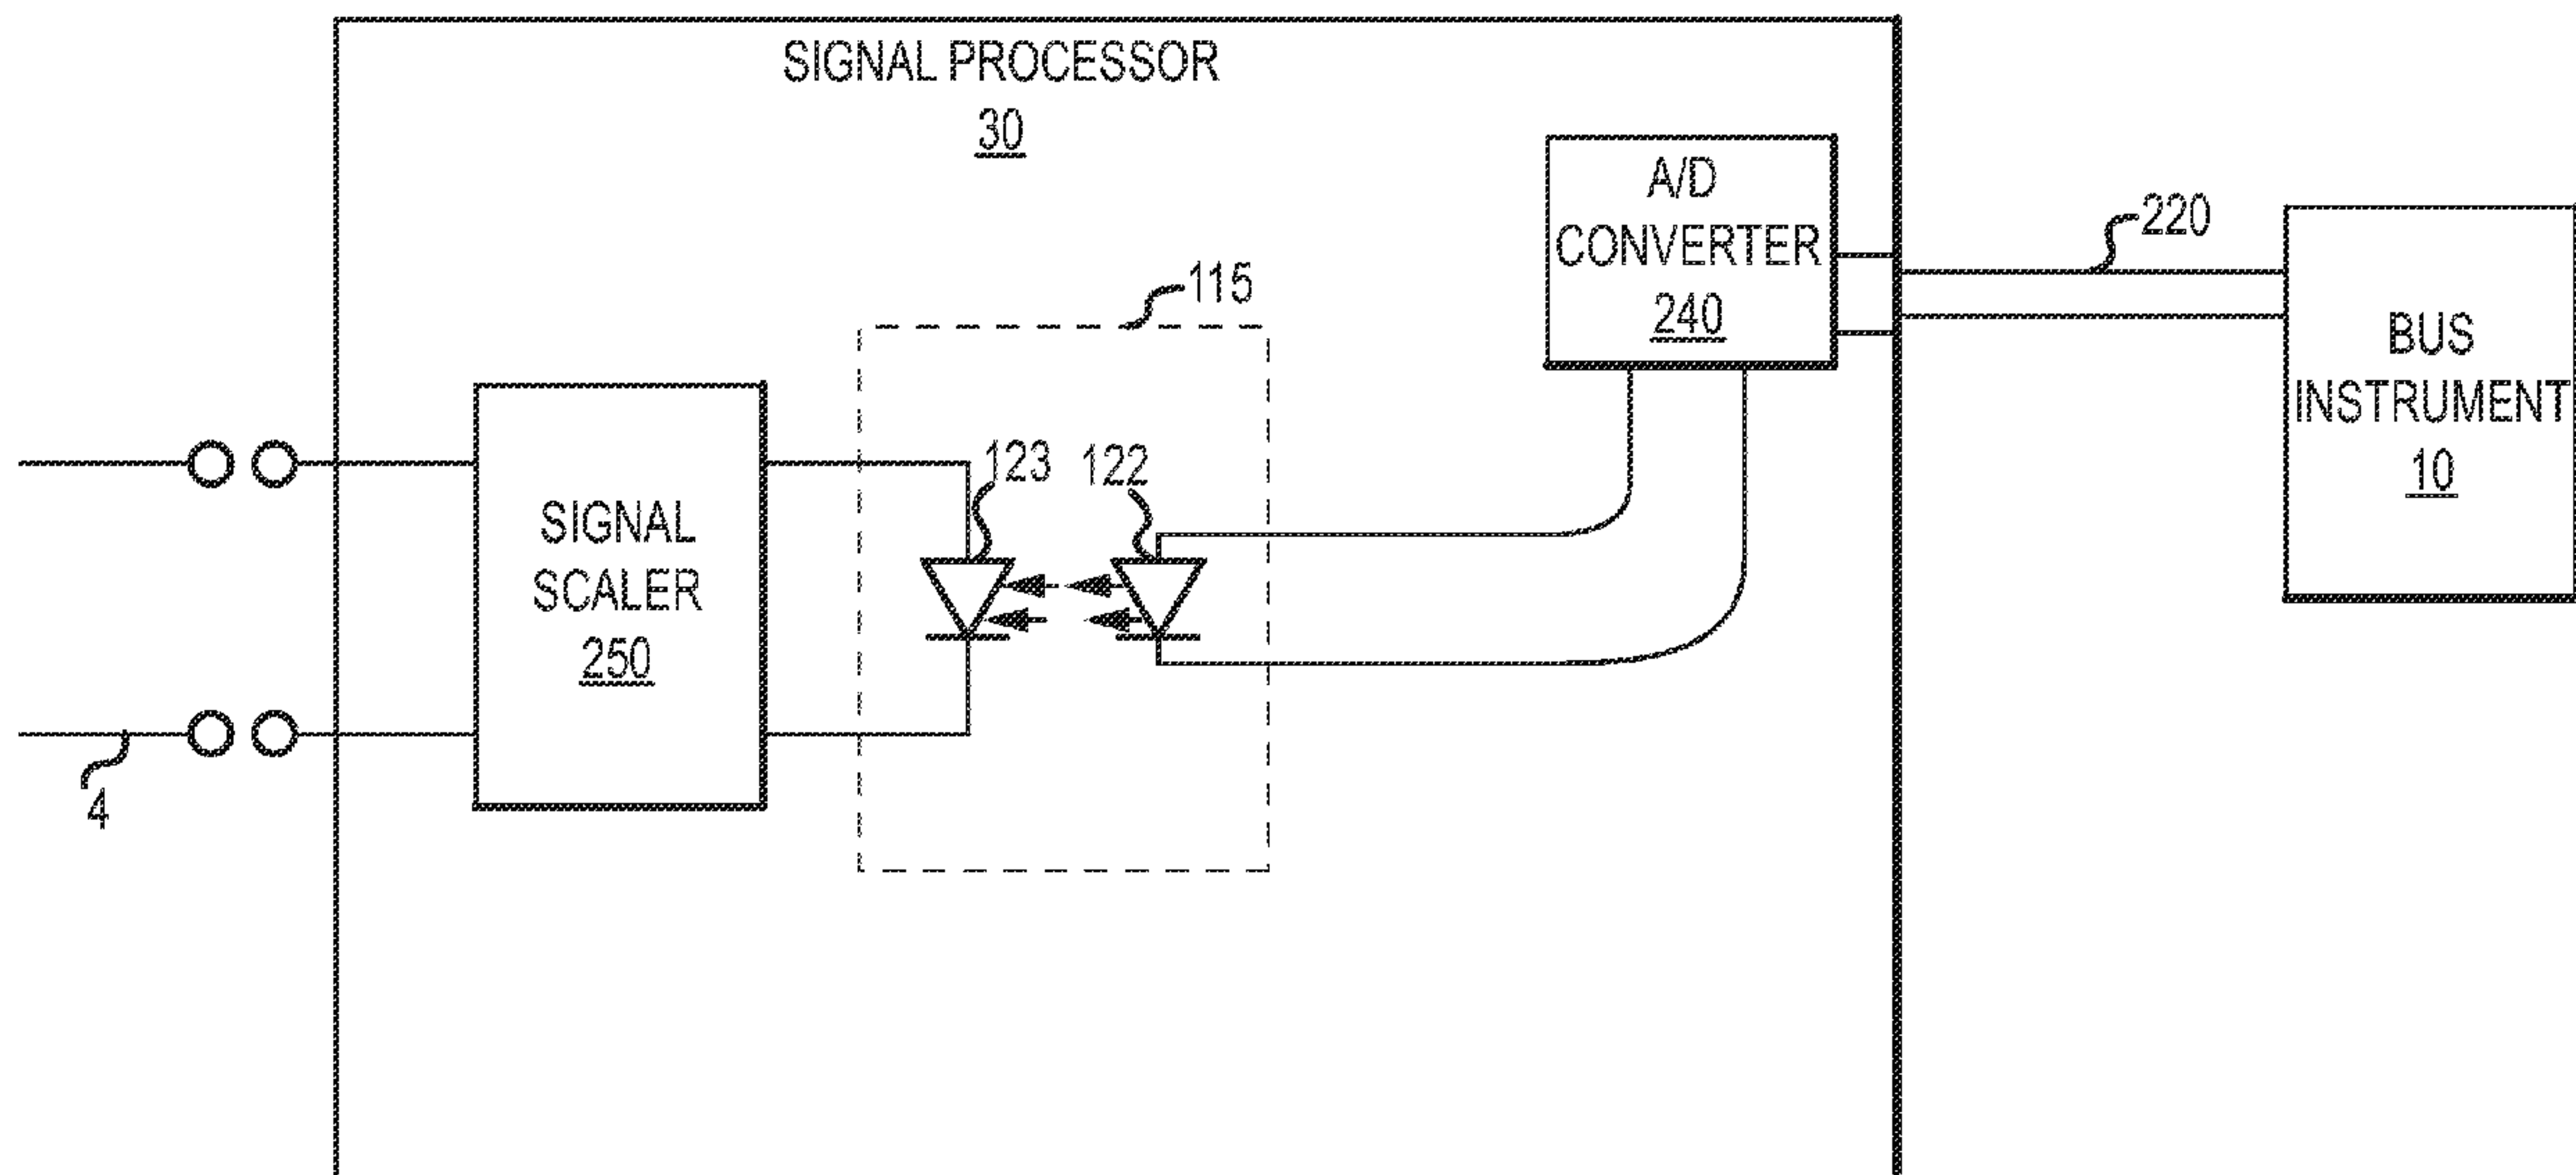 SIGNAL PROCESSOR
30
A/D
CONVERTER
240
220
115
BUS
INSTRUMENT
10
123
122
SIGNAL
SCALER
250
4